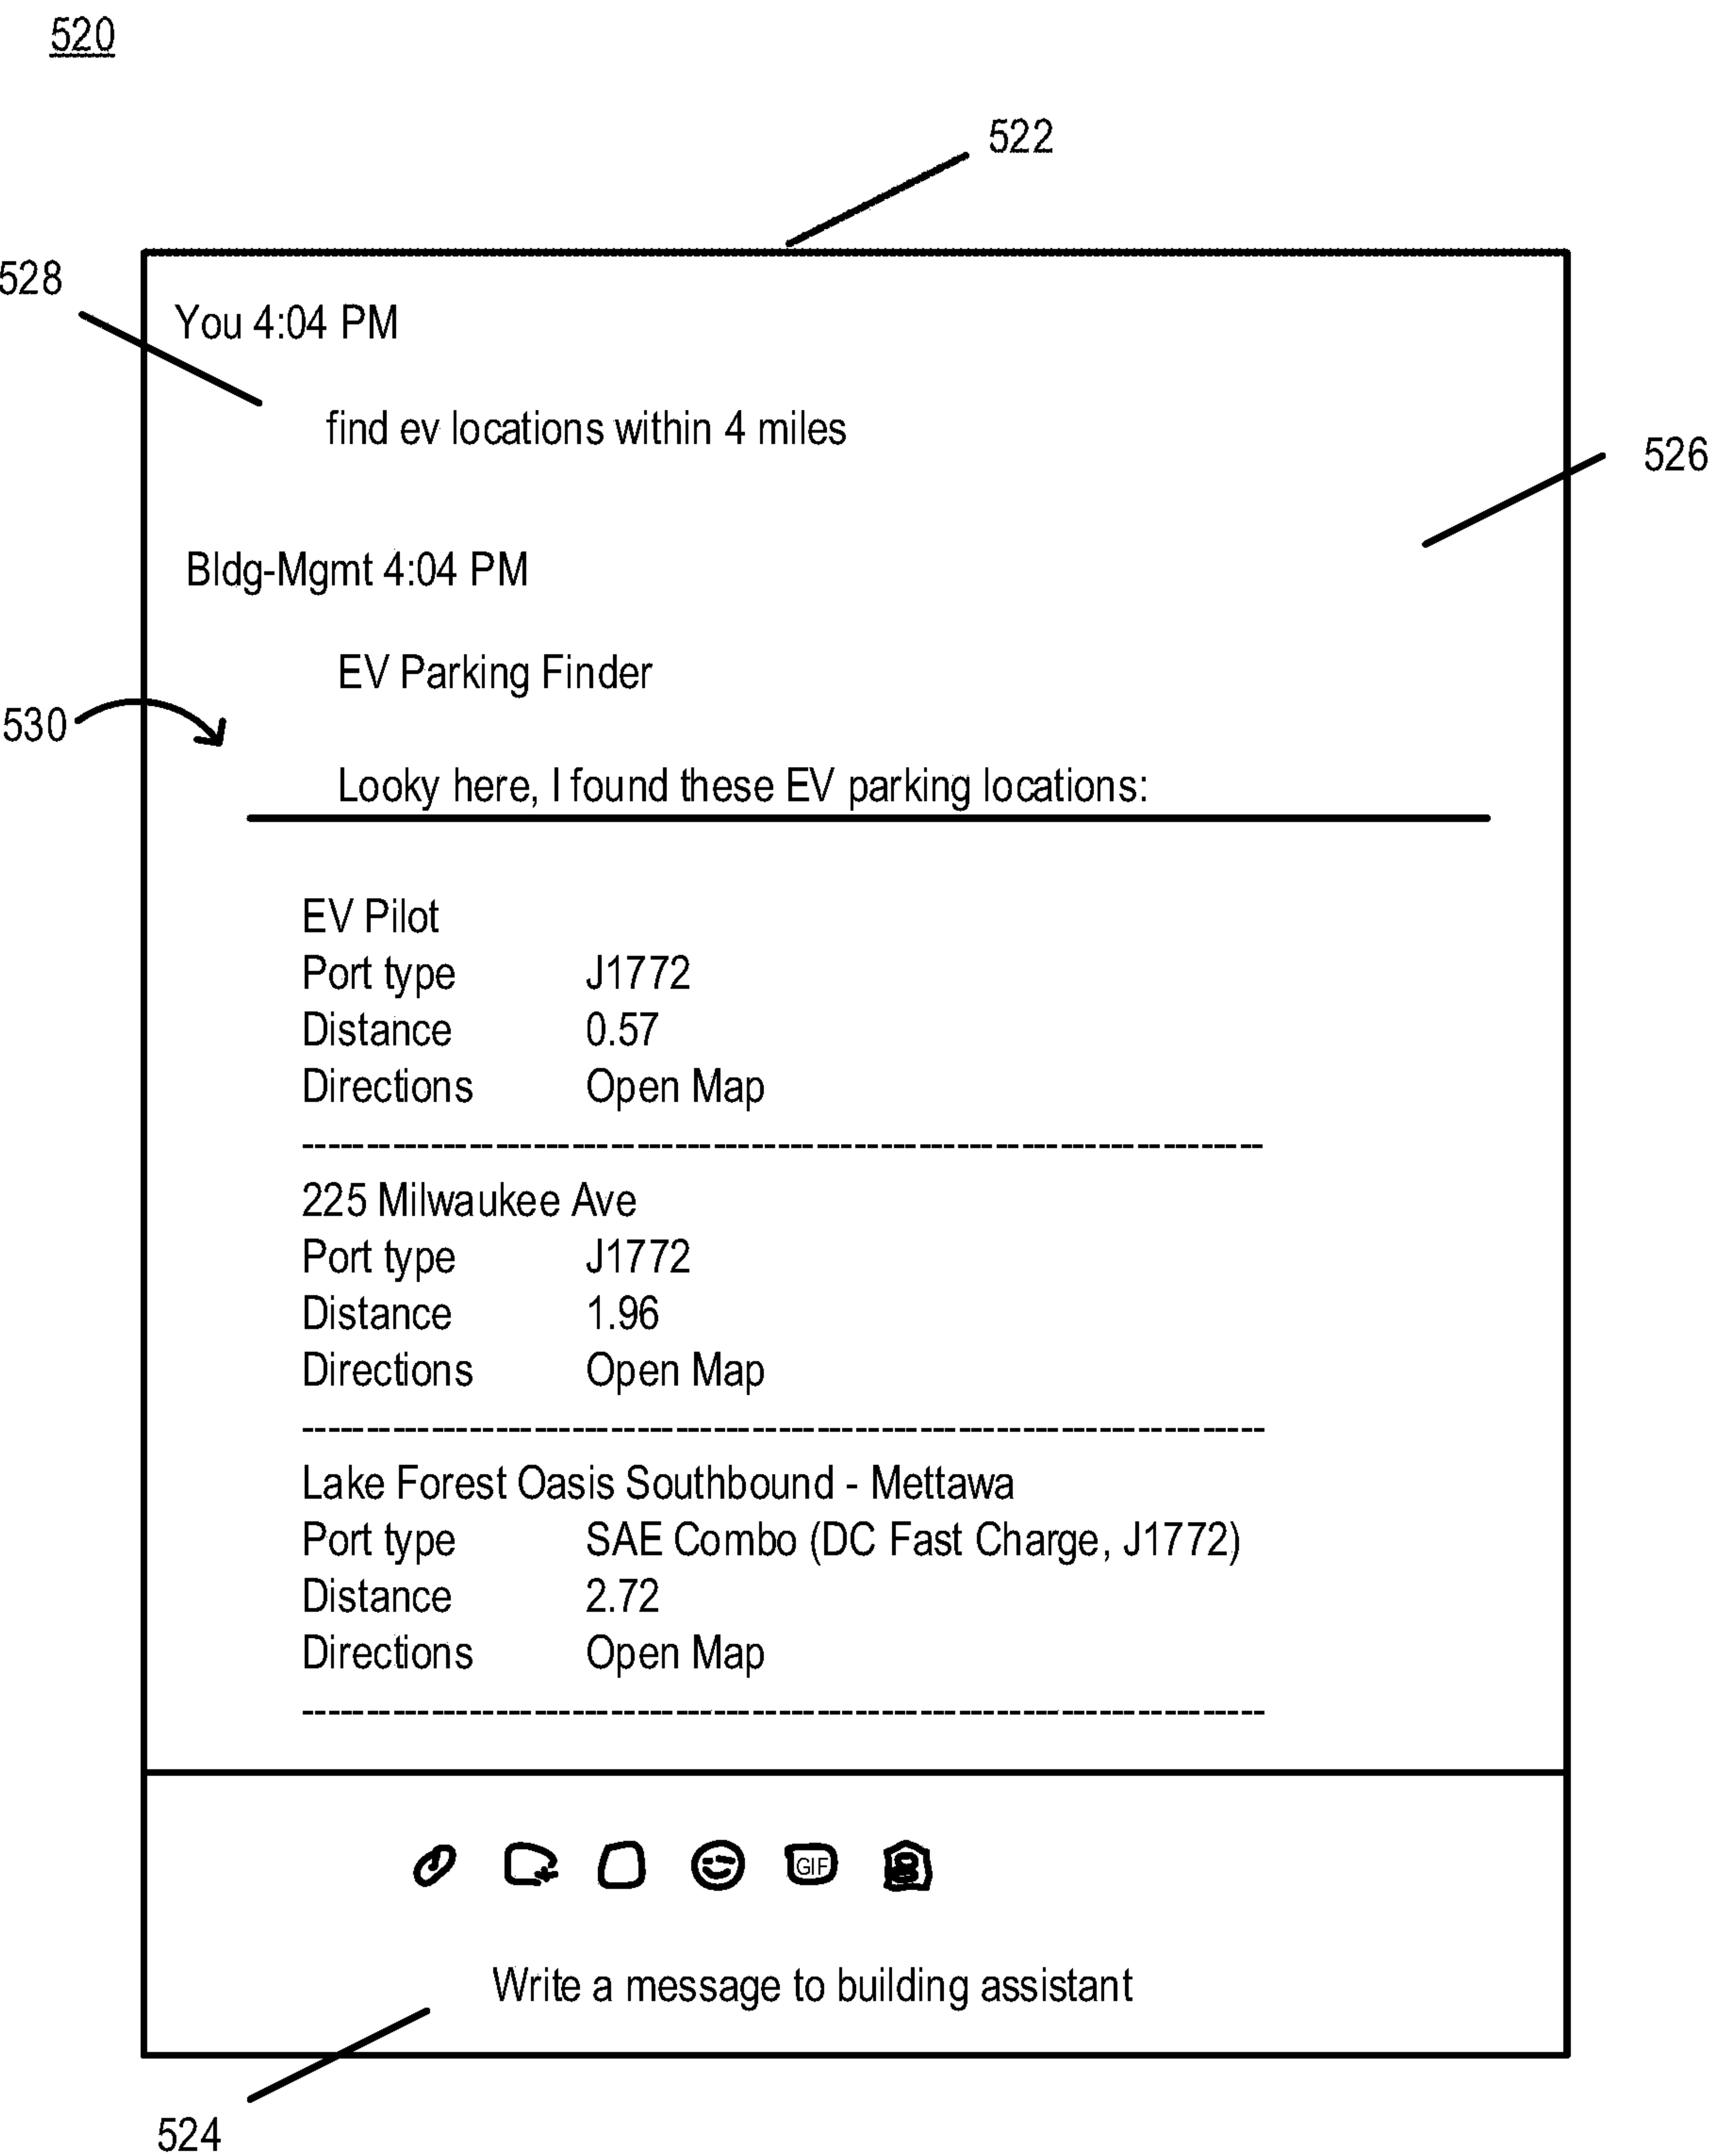 520
522
528
You 4:04 PM
find ev locations within 4 miles
526
Bldg-Mgmt 4:04 PM
EV Parking Finder
530
Looky here, I found these EV parking locations:
EV Pilot
Port type J1772
Distance 0.57
Directions Open Map
---------------------------------------------------------------------------
225 Milwaukee Ave
Port type J1772
Distance 1.96
Directions Open Map
---------------------------------------------------------------------------
Lake Forest Oasis Southbound - Mettawa
Port type SAE Combo (DC Fast Charge, J1772)
Distance 2.72
Directions Open Map
---------------------------------------------------------------------------
GIF
Write a message to building assistant
524